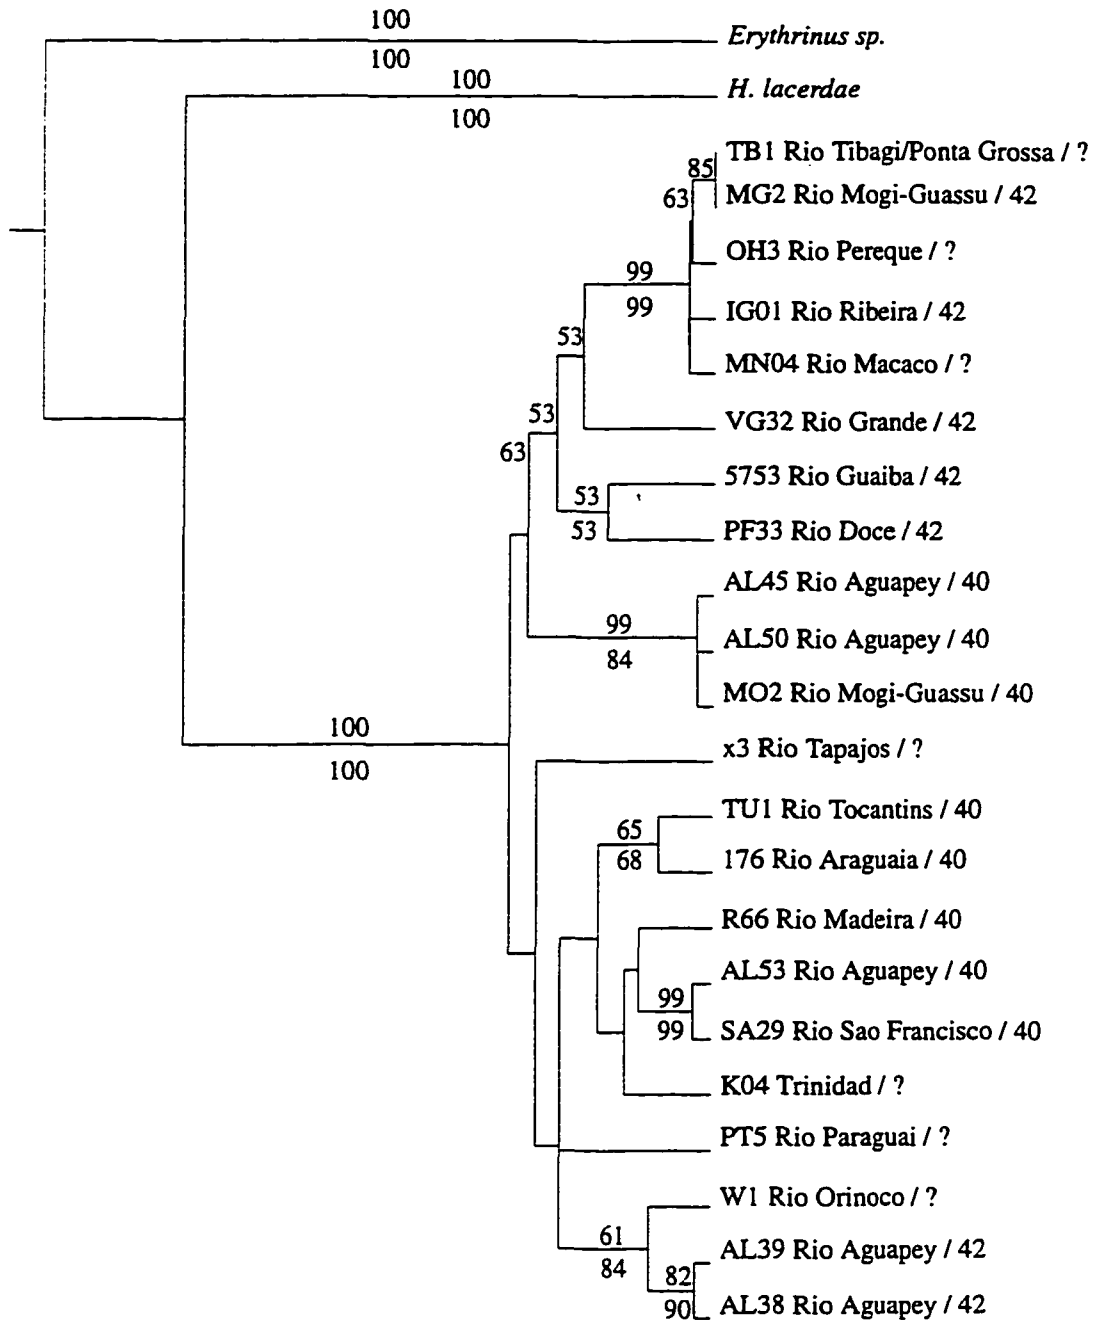 100
Erythrinus sp.
100
100
H. lacerdae
100
TB1 Rio Tibagi/Ponta Grossa / ?
85
MG2 Rio Mogi-Guassu / 42
63
OH3 Rio Pereque / ?
99
99
IG01 Rio Ribeira / 42
53
MN04 Rio Macaco / ?
53
VG32 Rio Grande / 42
63
5753 Rio Guaiba / 42
53
53
PF33 Rio Doce / 42
AL45 Rio Aguapey / 40
99
AL50 Rio Aguapey / 40
84
MO2 Rio Mogi-Guassu / 40
100
x3 Rio Tapajos / ?
100
TU1 Rio Tocantins / 40
65
68
176 Rio Araguaia / 40
R66 Rio Madeira / 40
AL53 Rio Aguapey / 40
99
99
SA29 Rio Sao Francisco / 40
K04 Trinidad / ?
PT5 Rio Paraguai / ?
W1 Rio Orinoco / ?
61
AL39 Rio Aguapey / 42
84
82
90
AL38 Rio Aguapey / 42